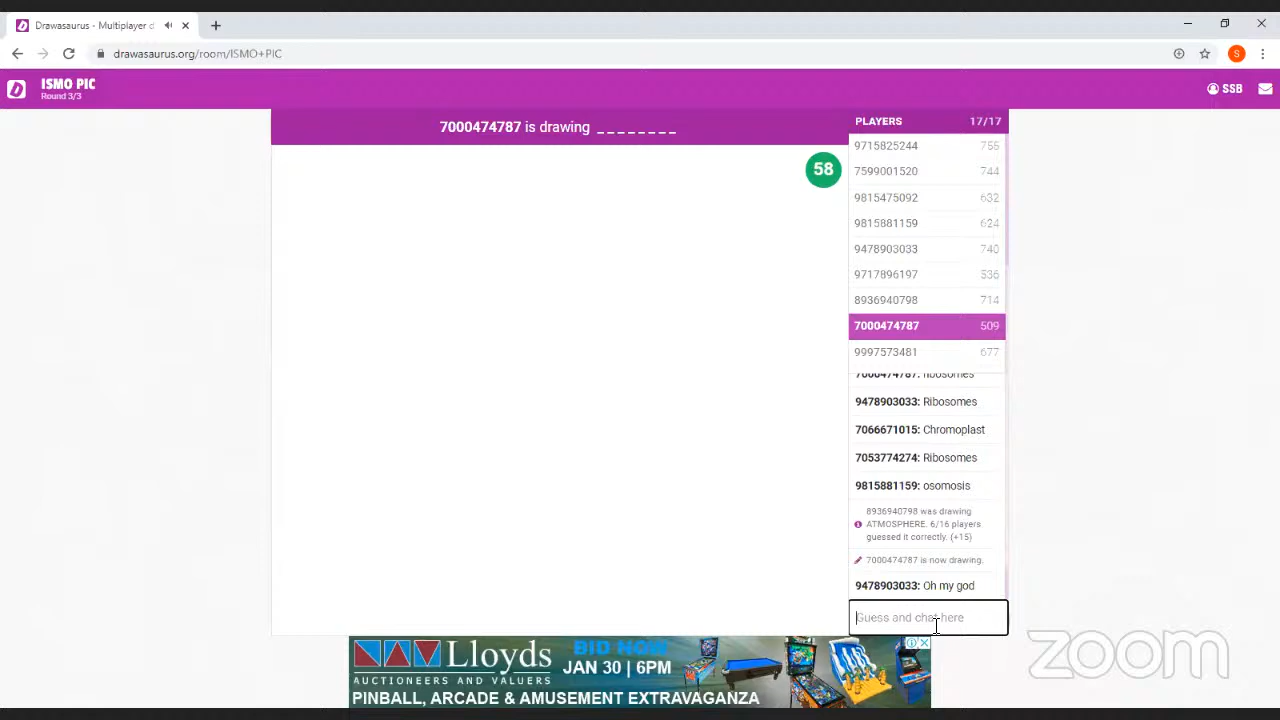 Drawasaurus - Multiplayer d
drawasaurus.org/room/ISMO+PIC
S
ISMO PIC
Round 3/3
SSB
7000474787 is drawing ________
58
PLAYERS 17/17
9715825244 755
7599001520 744
9815475092 632
9815881159 624
9478903033 740
9717896197 536
8936940798 714
7000474787 509
9997573481 677
7000474787: ribosomes
9478903033: Ribosomes
7066671015: Chromoplast
7053774274: Ribosomes
9815881159: osomosis
8936940798 was drawing
ATMOSPHERE. 6/16 players
guessed it correctly. (+15)
7000474787 is now drawing.
9478903033: Oh my god
Guess and chat here
Lloyds
AUCTIONEERS AND VALUERS
BID NOW
JAN 30 | 6PM
PINBALL, ARCADE & AMUSEMENT EXTRAVAGANZA
zoom